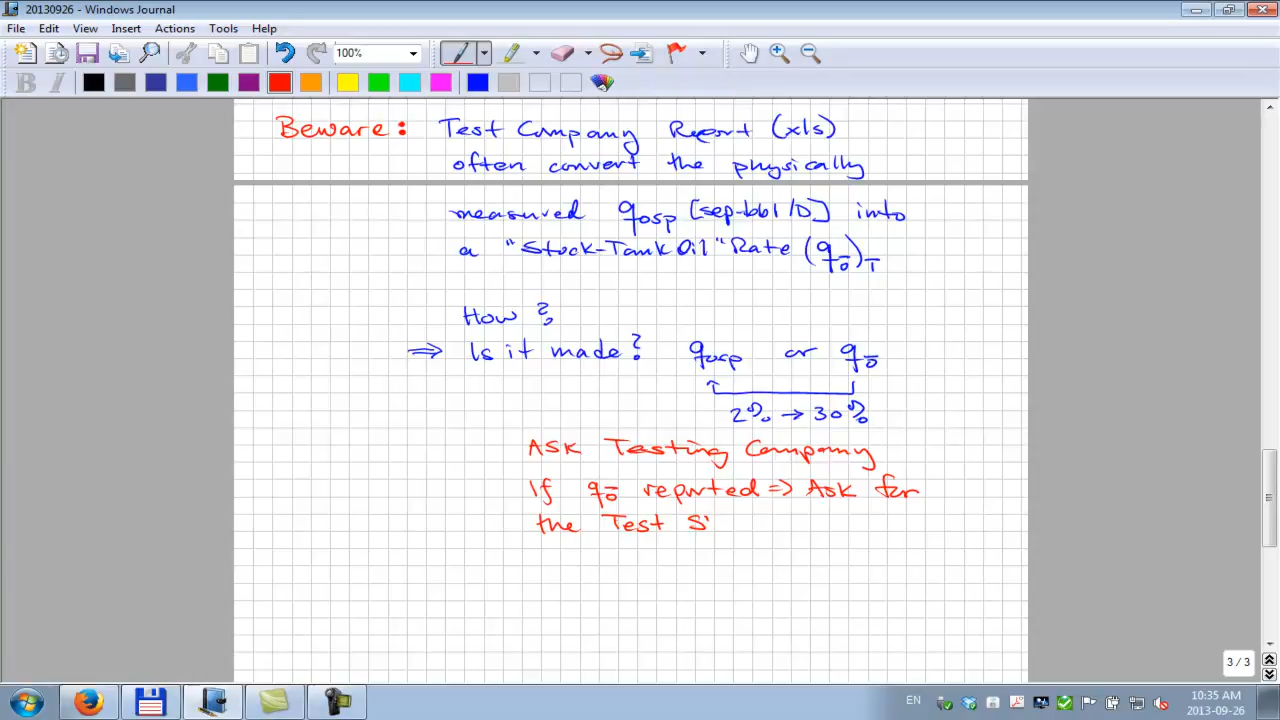 20130926 - Windows Journal
File Edit View Insert Actions Tools Help
100%
B I
Beware: Test Company Report (xls)
often convert the physically
measured qosp [sep-bbl/D] into
a "Stock-Tank Oil" Rate (qō)T̄
How ?
⇒ Is it made? qosp or qō
2% → 30%
ASK Testing Company
If qō reported => Ask for
the Test S
3 / 3
EN 10:35 AM
2013-09-26